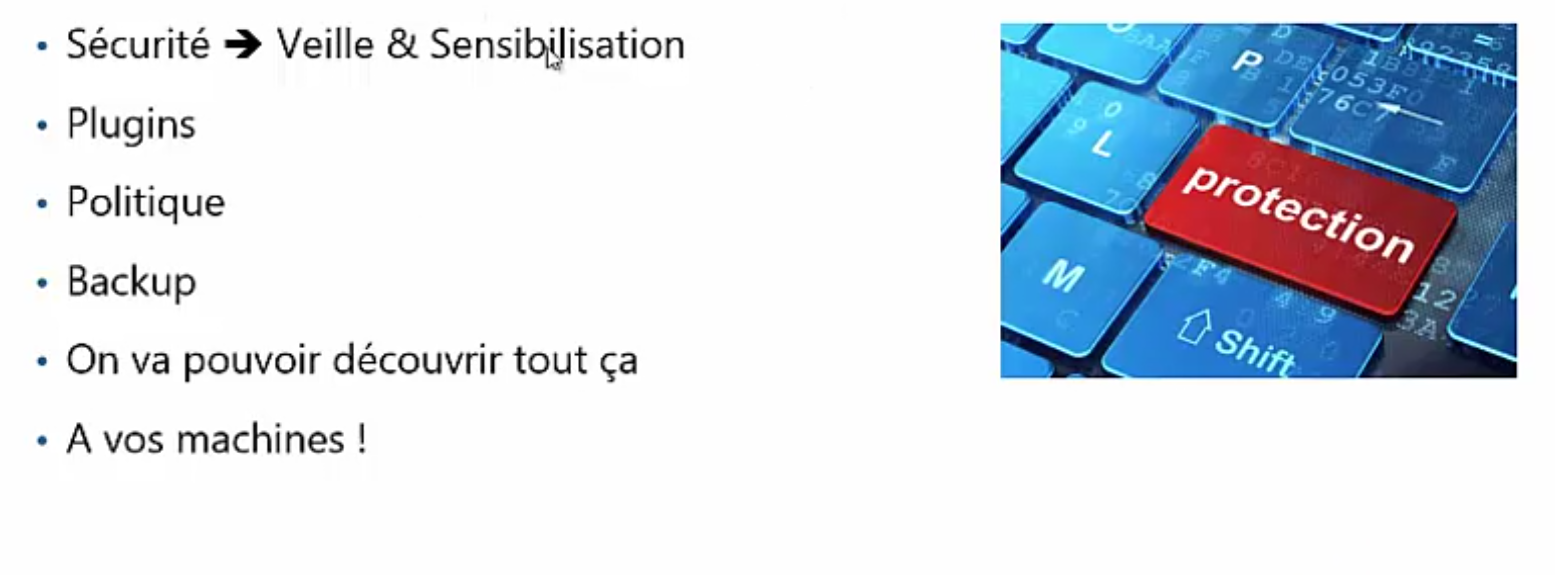 Sécurité ➔ Veille & Sensibilisation
Plugins
Politique
Backup
On va pouvoir découvrir tout ça
A vos machines !
P
L
protection
M
Shift